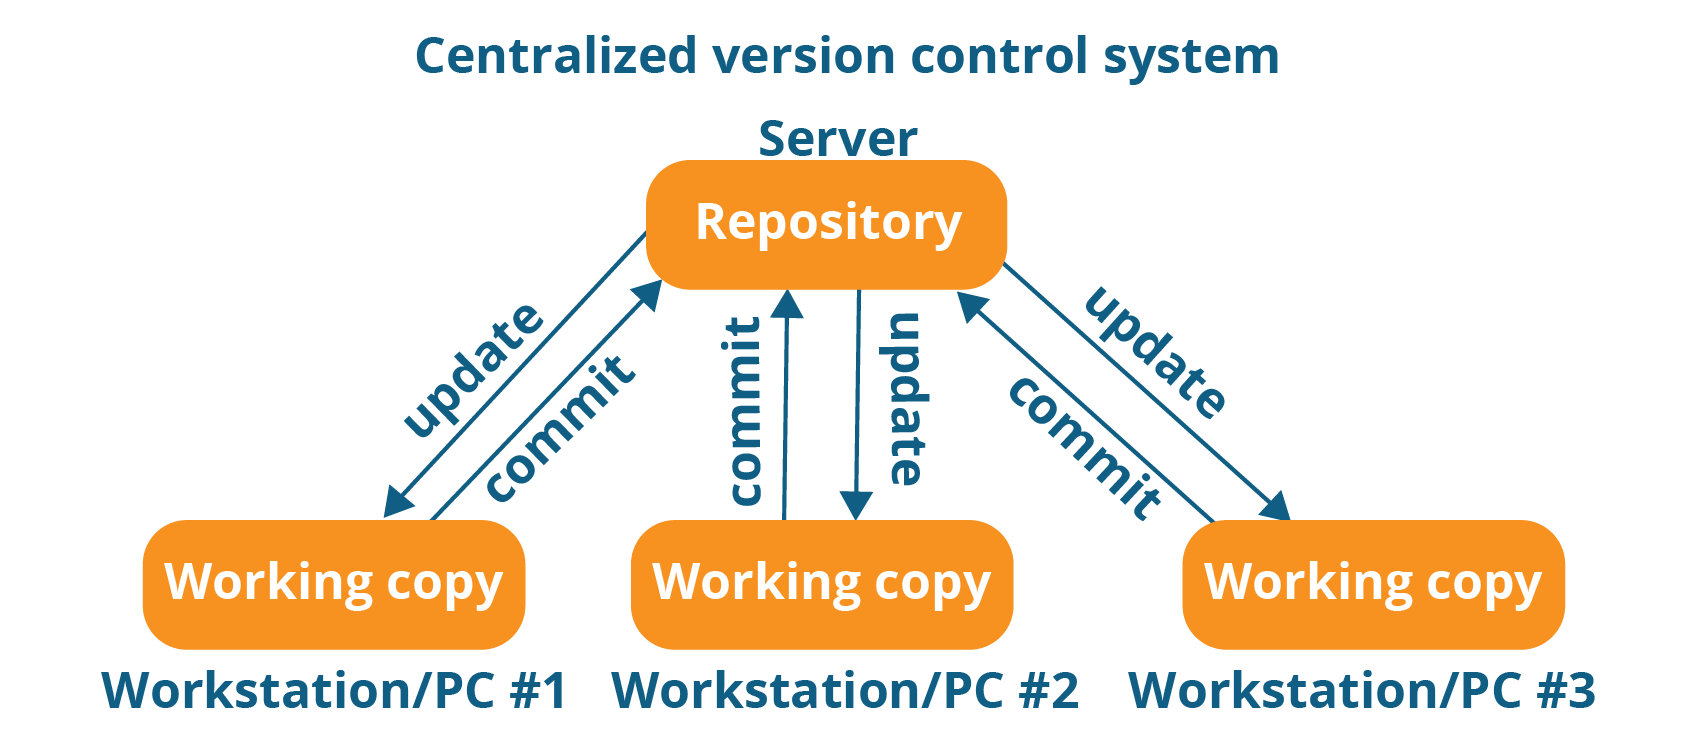 Centralized version control system
Server
Repository
update
commit
commit
update
update
commit
Working copy
Working copy
Working copy
Workstation/PC #1
Workstation/PC #2
Workstation/PC #3